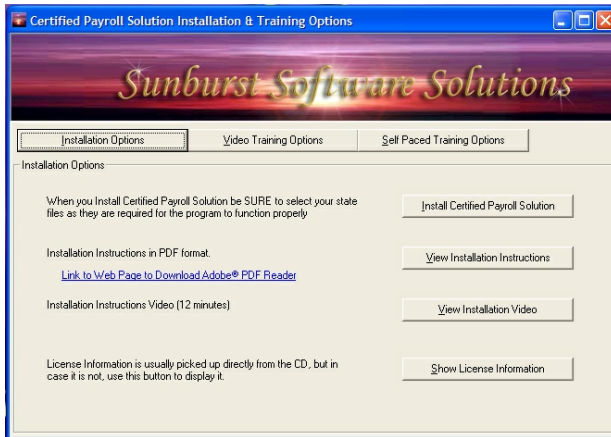 Certified Payroll Solution Installation & Training Options
Sunburst Software Solutions
Installation Options
Video Training Options
Self Paced Training Options
Installation Options
When you Install Certified Payroll Solution be SURE to select your state
files as they are required for the program to function properly
Install Certified Payroll Solution
Installation Instructions in PDF format.
View Installation Instructions
Link to Web Page to Download Adobe® PDF Reader
Installation Instructions Video (12 minutes)
View Installation Video
License Information is usually picked up directly from the CD, but in
case it is not, use this button to display it.
Show License Information